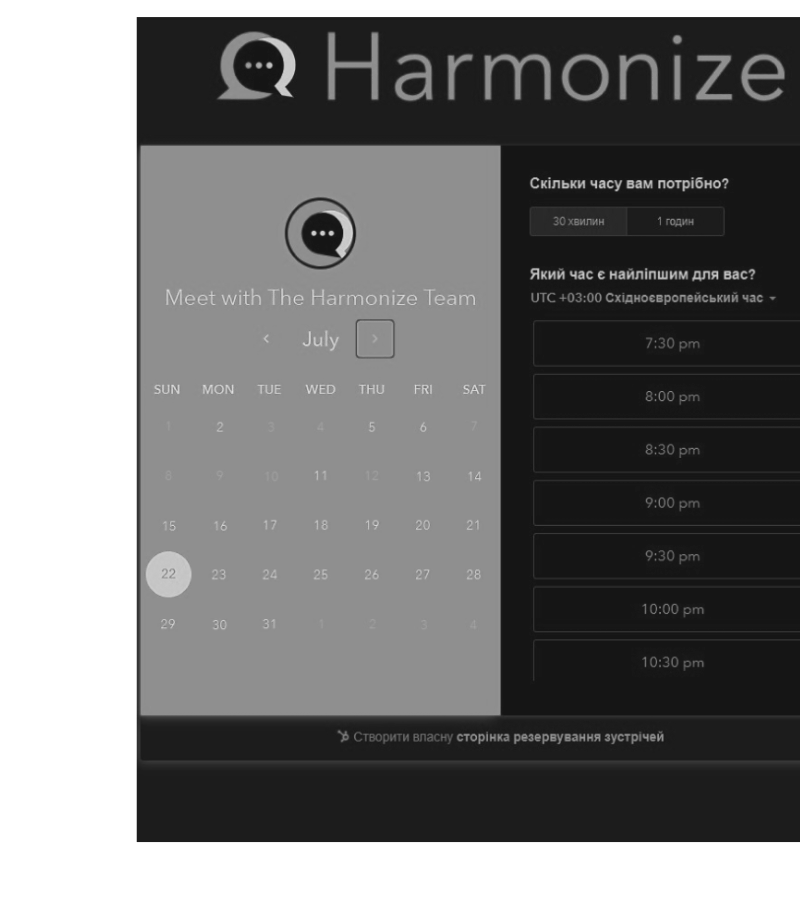 Harmonize
Meet with The Harmonize Team
July
SUN MON TUE WED THU FRI SAT
1 2 3 4 5 6 7
8 9 10 11 12 13 14
15 16 17 18 19 20 21
22 23 24 25 26 27 28
29 30 31 1 2 3 4
Скільки часу вам потрібно?
30 хвилин 1 годин
Який час є найліпшим для вас?
UTC +03:00 Східноєвропейський час
7:30 pm
8:00 pm
8:30 pm
9:00 pm
9:30 pm
10:00 pm
10:30 pm
Створити власну сторінка резервування зустрічей